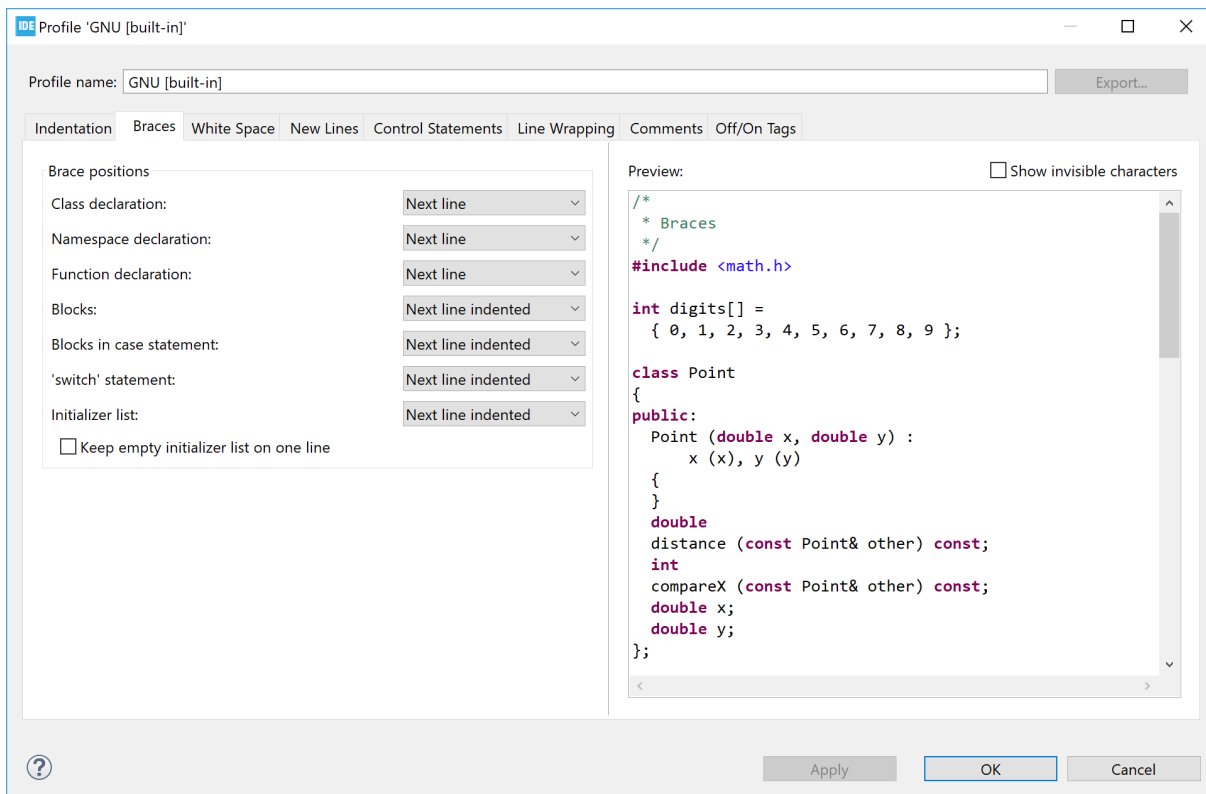 IDE Profile 'GNU [built-in]'
Profile name: GNU [built-in] Export...
Indentation Braces White Space New Lines Control Statements Line Wrapping Comments Off/On Tags
Brace positions
Class declaration: Next line
Namespace declaration: Next line
Function declaration: Next line
Blocks: Next line indented
Blocks in case statement: Next line indented
'switch' statement: Next line indented
Initializer list: Next line indented
Keep empty initializer list on one line
Preview: Show invisible characters
/*
 * Braces
 */
#include <math.h>

int digits[] =
  { 0, 1, 2, 3, 4, 5, 6, 7, 8, 9 };

class Point
{
public:
  Point (double x, double y) :
      x (x), y (y)
  {
  }
  double
  distance (const Point& other) const;
  int
  compareX (const Point& other) const;
  double x;
  double y;
};
? Apply OK Cancel